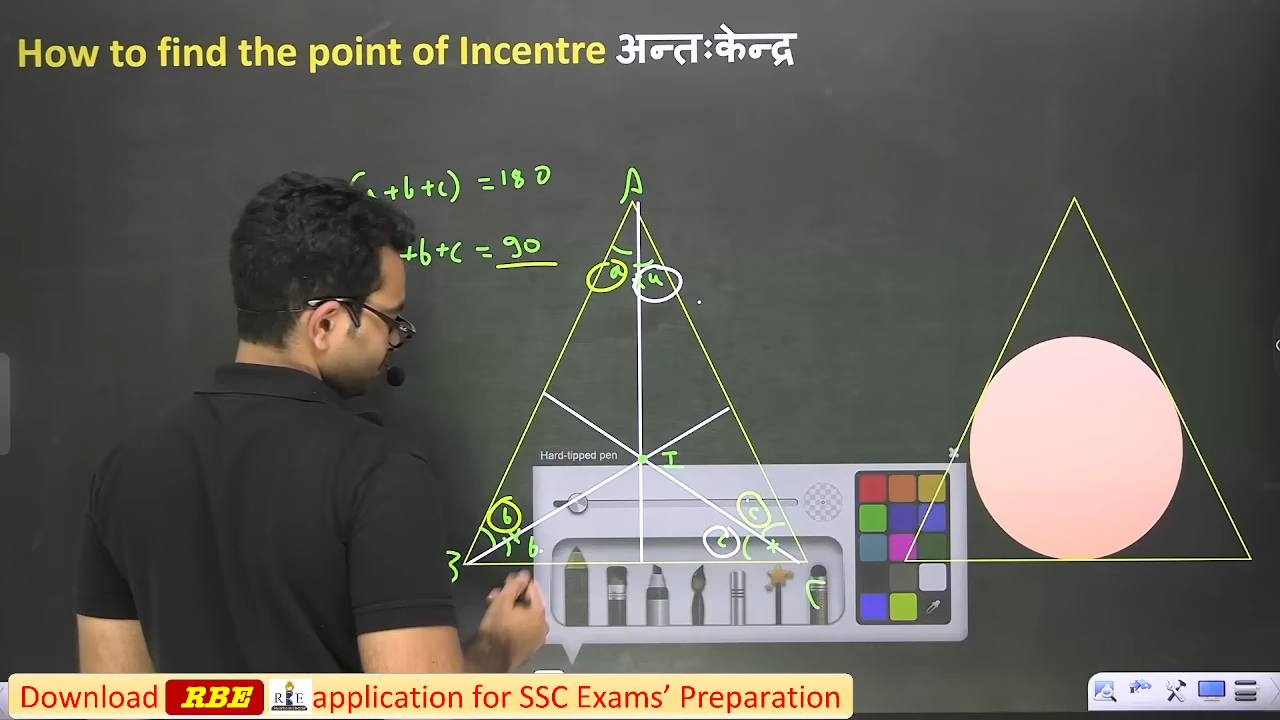 How to find the point of Incentre अन्तःकेन्द्र
+b+c) = 180
+b+c = 90
A
a
Hard-tipped pen
I
b
c
b
c
B
C
Download RBE RBE application for SSC Exams' Preparation